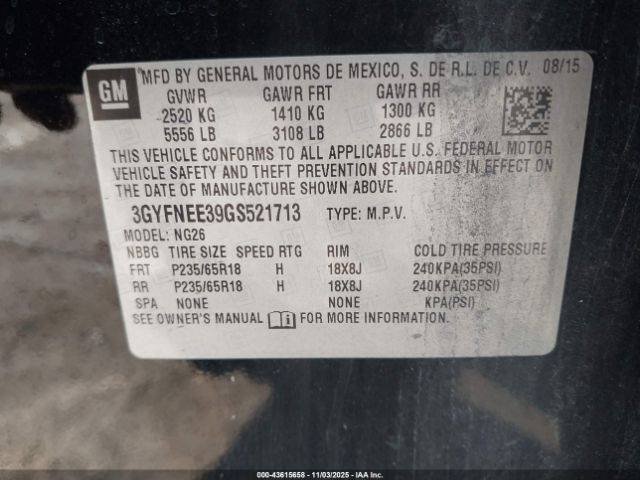 GM MFD BY GENERAL MOTORS DE MEXICO, S. DE R.L. DE C.V. 08/15
GVWR GAWR FRT GAWR RR
2520 KG 1410 KG 1300 KG
5556 LB 3108 LB 2866 LB
THIS VEHICLE CONFORMS TO ALL APPLICABLE U.S. FEDERAL MOTOR
VEHICLE SAFETY AND THEFT PREVENTION STANDARDS IN EFFECT ON
THE DATE OF MANUFACTURE SHOWN ABOVE.
3GYFNEE39GS521713 TYPE: M.P.V.
MODEL: NG26
NBBG TIRE SIZE SPEED RTG RIM COLD TIRE PRESSURE
FRT P235/65R18 H 18X8J 240KPA(35PSI)
RR P235/65R18 H 18X8J 240KPA(35PSI)
SPA NONE NONE KPA(PSI)
SEE OWNER'S MANUAL FOR MORE INFORMATION.
000-43615658 - 11/03/2025 - IAAI.COM